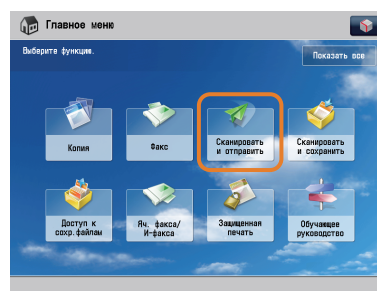 Главное меню
Выберите функцию.
Показать все
Копия
Факс
Сканировать
и отправить
Сканировать
и сохранить
Доступ к
сохр.файлам
Яч. факса/
И-факса
Защищенная
печать
Обучающее
руководство